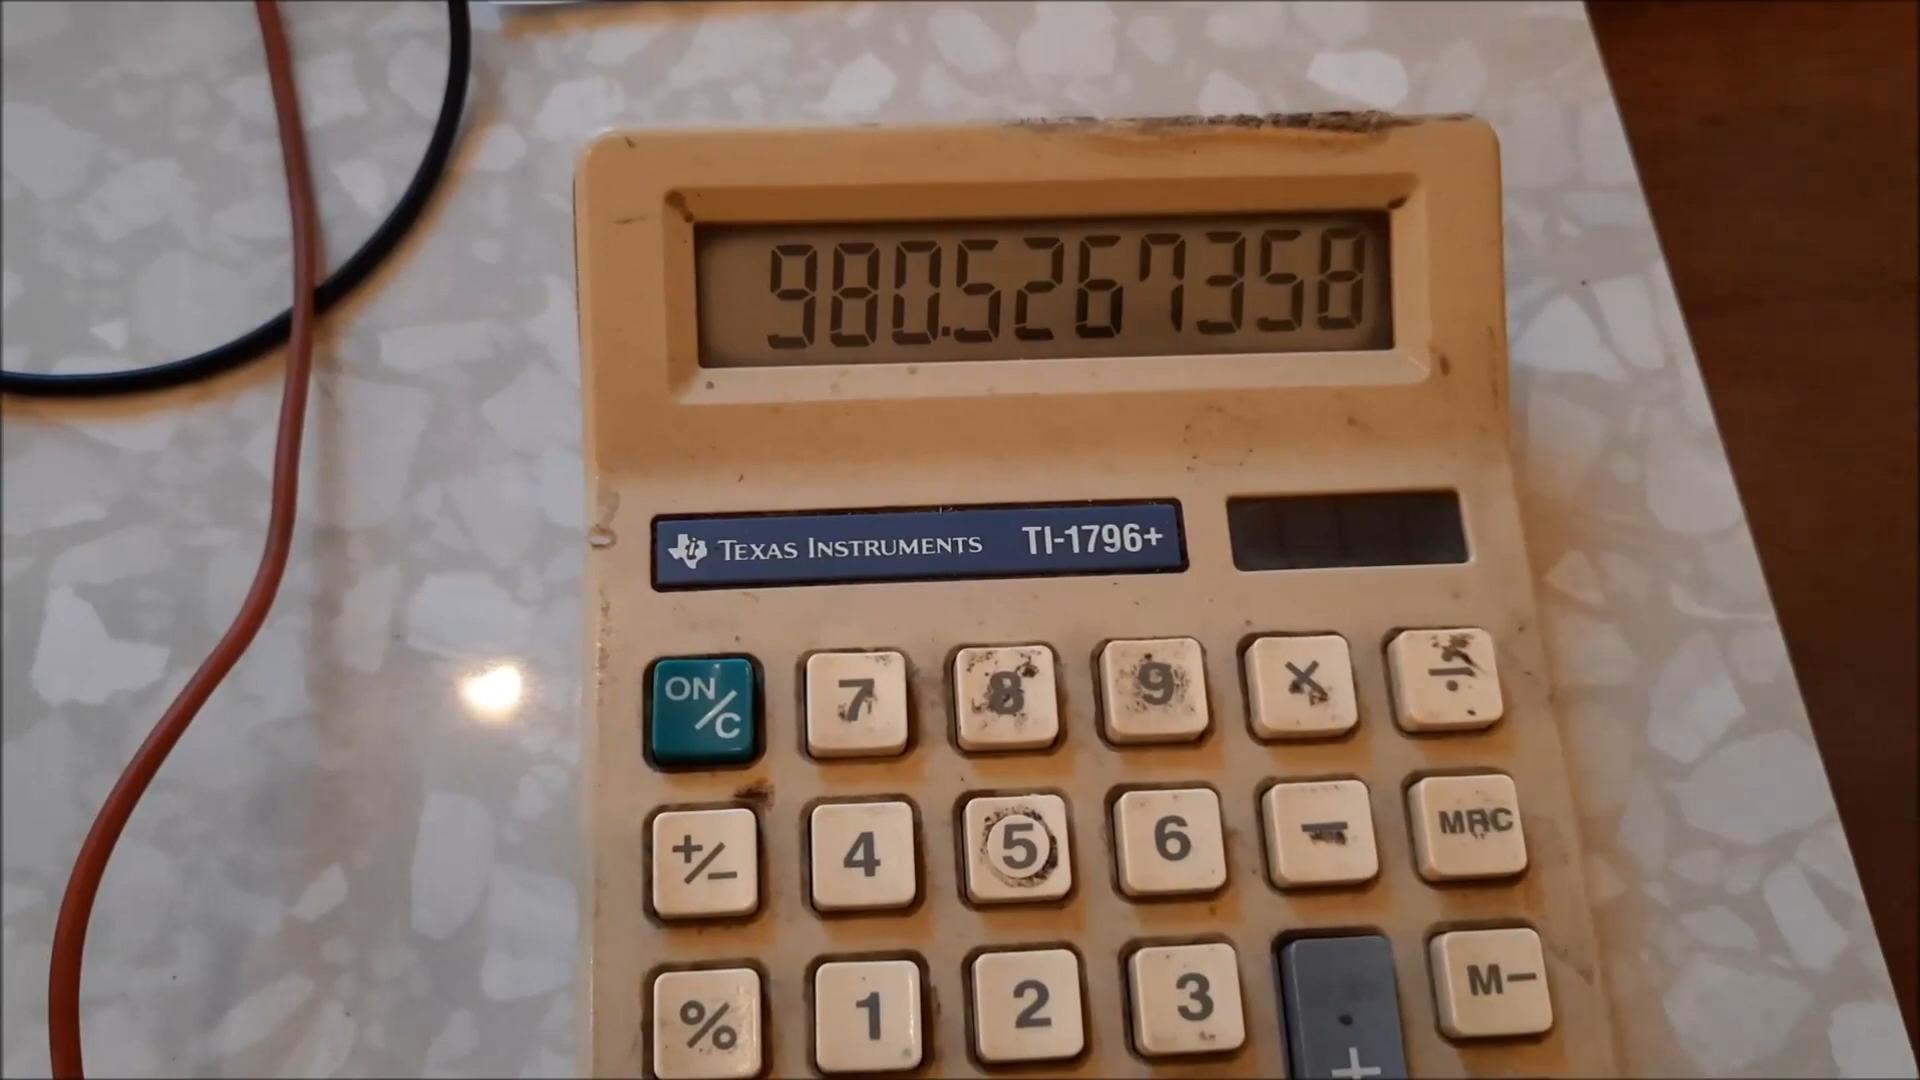 980.5267358
TEXAS INSTRUMENTS TI-1796+
ON/C 7 8 9 × ÷
+/− 4 5 6 − MRC
% 1 2 3 + M−